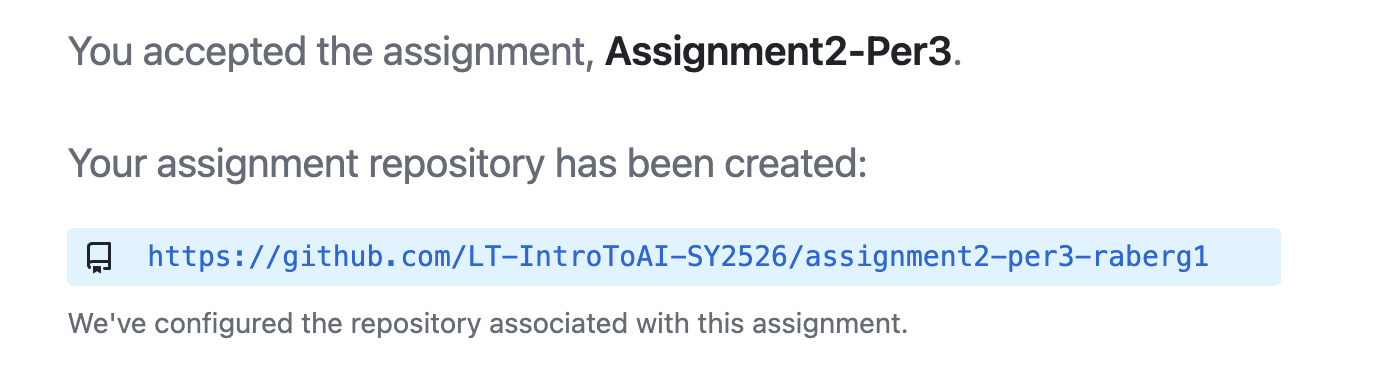 You accepted the assignment, Assignment2-Per3.
Your assignment repository has been created:
https://github.com/LT-IntroToAI-SY2526/assignment2-per3-raberg1
We've configured the repository associated with this assignment.